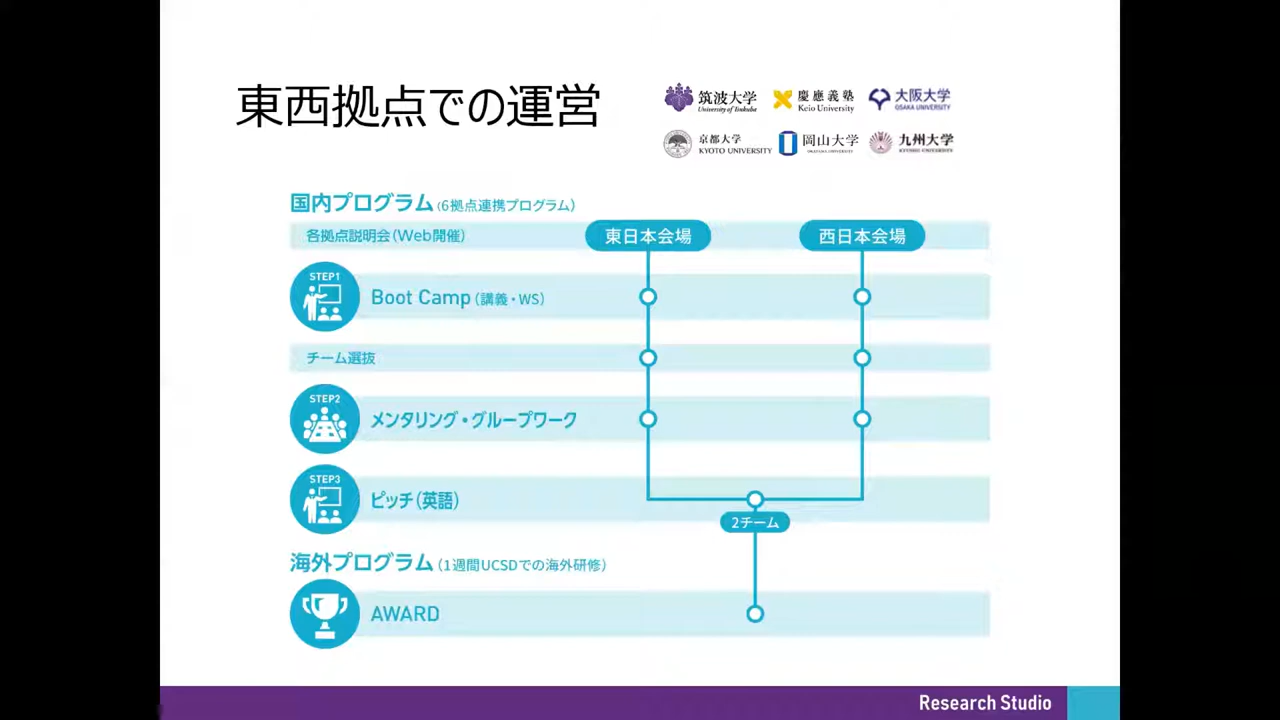 東西拠点での運営
筑波大学
University of Tsukuba
慶應義塾
Keio University
大阪大学
OSAKA UNIVERSITY
京都大学
KYOTO UNIVERSITY
岡山大学
OKAYAMA UNIVERSITY
九州大学
KYUSHU UNIVERSITY
国内プログラム（6拠点連携プログラム）
各拠点説明会（Web開催）
東日本会場
西日本会場
STEP1
Boot Camp（講義・WS）
チーム選抜
STEP2
メンタリング・グループワーク
STEP3
ピッチ（英語）
2チーム
海外プログラム（1週間UCSDでの海外研修）
AWARD
Research Studio